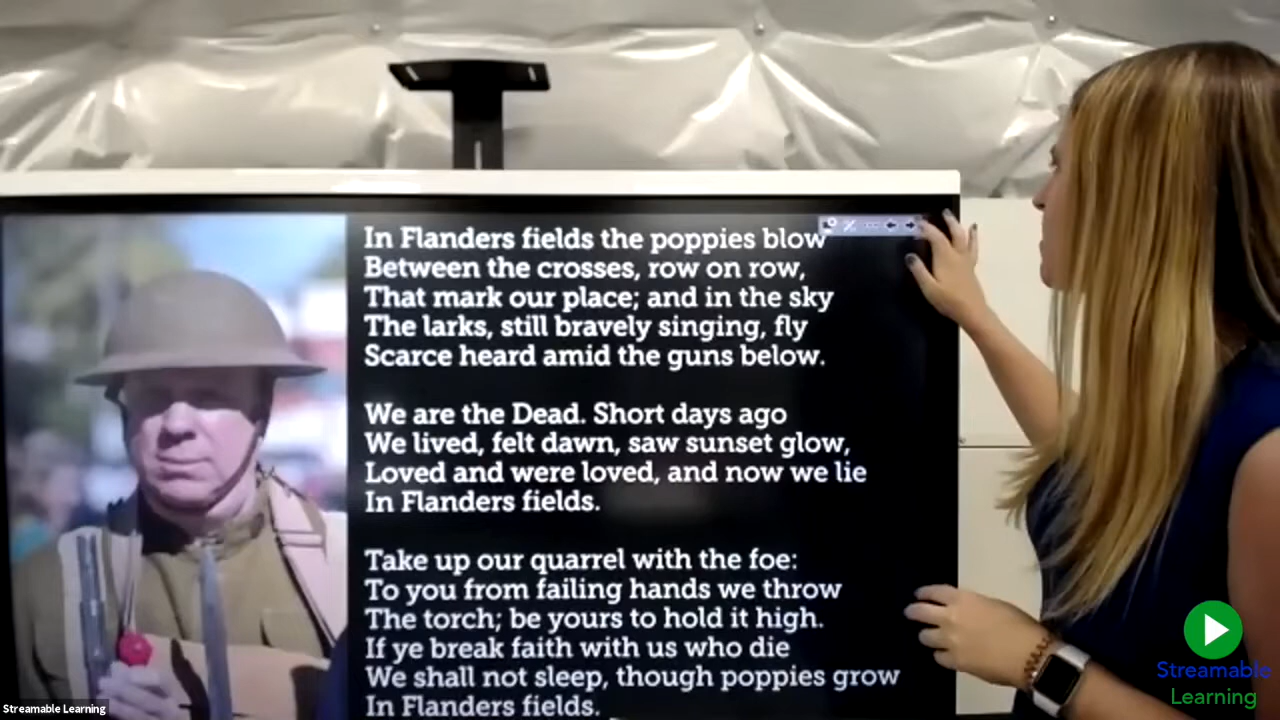 In Flanders fields the poppies blow
Between the crosses, row on row,
That mark our place; and in the sky
The larks, still bravely singing, fly
Scarce heard amid the guns below.
We are the Dead. Short days ago
We lived, felt dawn, saw sunset glow,
Loved and were loved, and now we lie
In Flanders fields.
Take up our quarrel with the foe:
To you from failing hands we throw
The torch; be yours to hold it high.
If ye break faith with us who die
We shall not sleep, though poppies grow
In Flanders fields.
Streamable Learning
Streamable
Learning